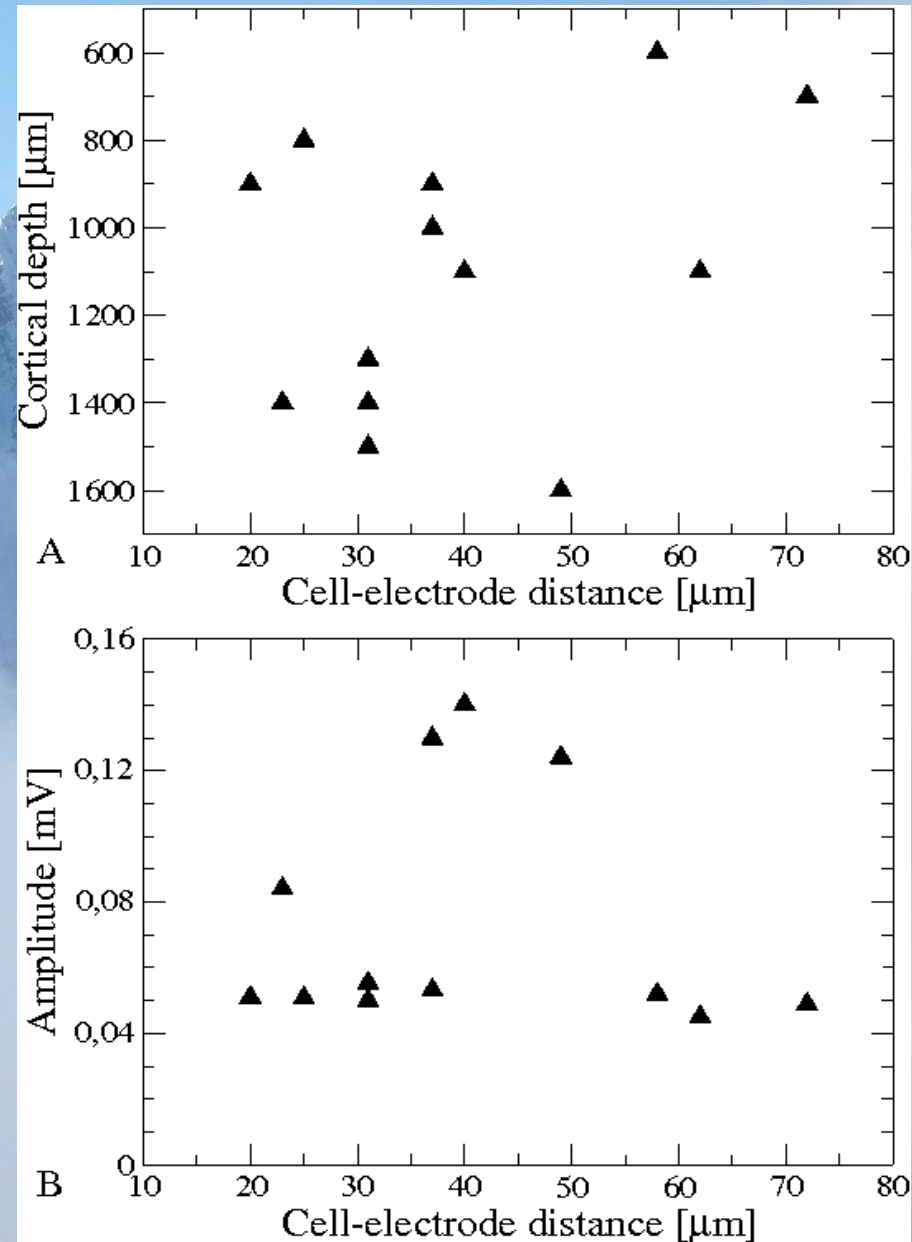 600
800
1000
1200
1400
1600
Cortical depth [μm]
10 20 30 40 50 60 70 80
A
Cell-electrode distance [μm]
0,16
0,12
0,08
0,04
0
Amplitude [mV]
10 20 30 40 50 60 70 80
B
Cell-electrode distance [μm]